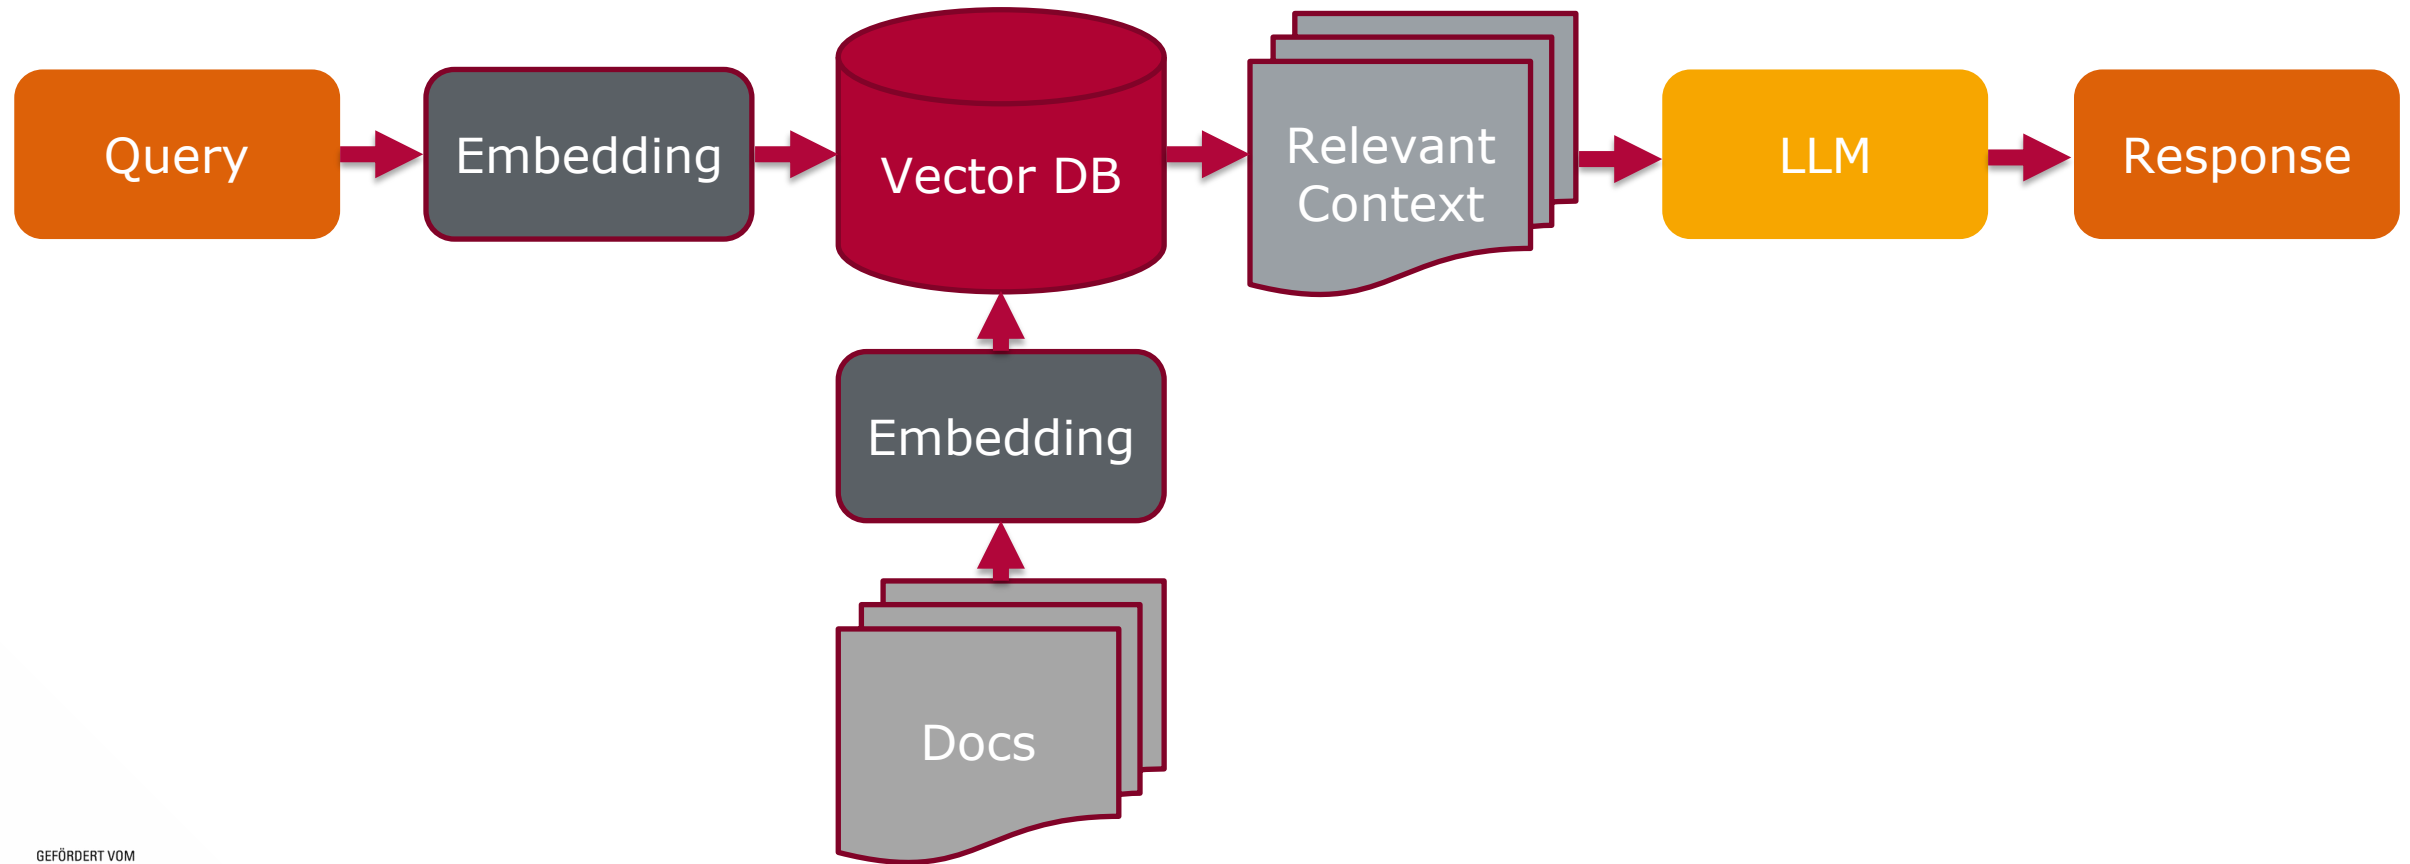 Query
Embedding
Vector DB
Relevant
Context
LLM
Response
Embedding
Docs
GEFÖRDERT VOM